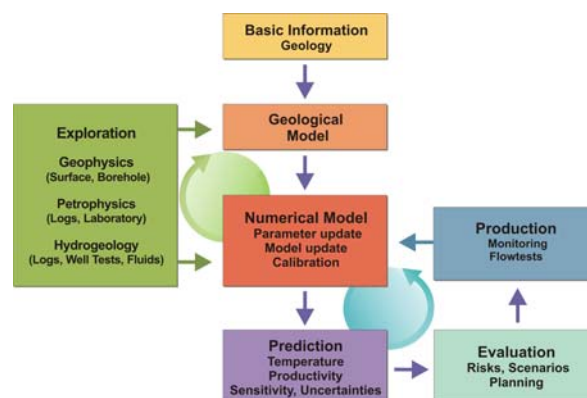 Basic Information
Geology
Exploration
Geophysics
(Surface, Borehole)
Petrophysics
(Logs, Laboratory)
Hydrogeology
(Logs, Well Tests, Fluids)
Geological
Model
Numerical Model
Parameter update
Model update
Calibration
Production
Monitoring
Flowtests
Prediction
Temperature
Productivity
Sensitivity, Uncertainties
Evaluation
Risks, Scenarios
Planning